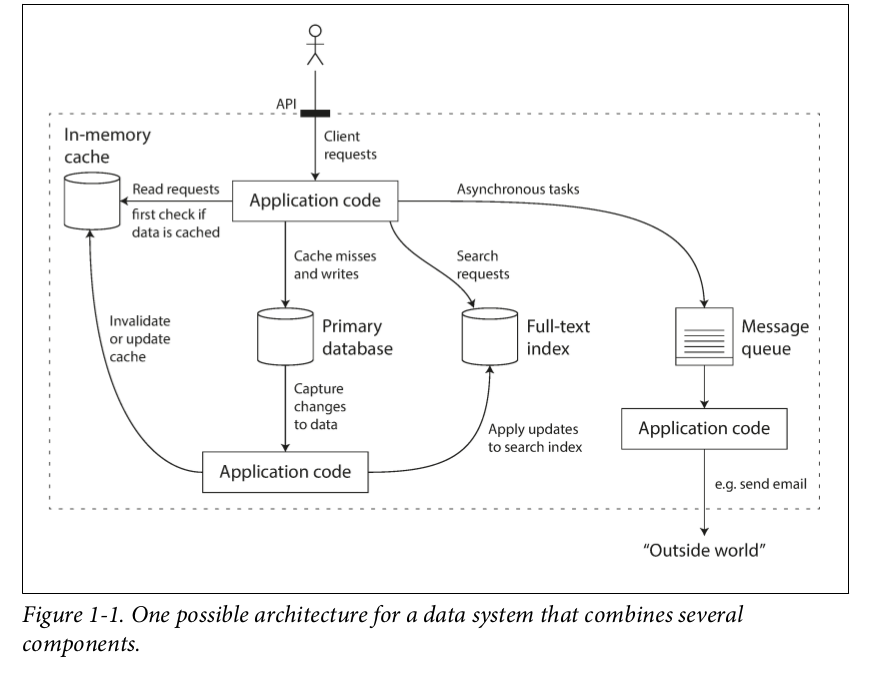 API
Client
requests
In-memory
cache
Read requests
first check if
data is cached
Application code
Asynchronous tasks
Cache misses
and writes
Search
requests
Invalidate
or update
cache
Primary
database
Full-text
index
Message
queue
Capture
changes
to data
Apply updates
to search index
Application code
Application code
e.g. send email
“Outside world”
Figure 1-1. One possible architecture for a data system that combines several
components.